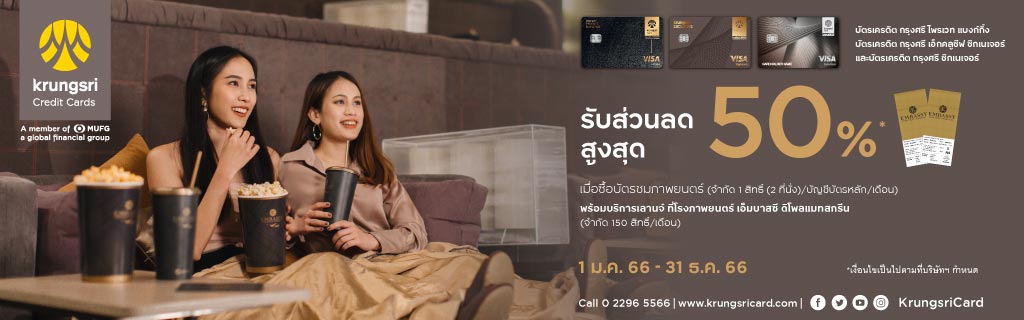 krungsri
Credit Cards
A member of MUFG
a global financial group
VISA
VISA
VISA
บัตรเครดิต กรุงศรี ไพรเวท แบงก์กิ้ง
บัตรเครดิต กรุงศรี เอ็กคลูซีฟ ซิกเนเจอร์
และบัตรเครดิต กรุงศรี ซิกเนเจอร์
รับส่วนลด
สูงสุด
50%*
EMBASSY
EMBASSY
เมื่อซื้อบัตรชมภาพยนตร์ (จำกัด 1 สิทธิ์ (2 ที่นั่ง)/บัญชีบัตรหลัก/เดือน)
พร้อมบริการเลานจ์ ที่โรงภาพยนตร์ เอ็มบาสซี ดิโพลแมทสกรีน
(จำกัด 150 สิทธิ์/เดือน)
1 ม.ค. 66 - 31 ธ.ค. 66
*เงื่อนไขเป็นไปตามที่บริษัทฯ กำหนด
Call 0 2296 5566 | www.krungsricard.com | KrungsriCard